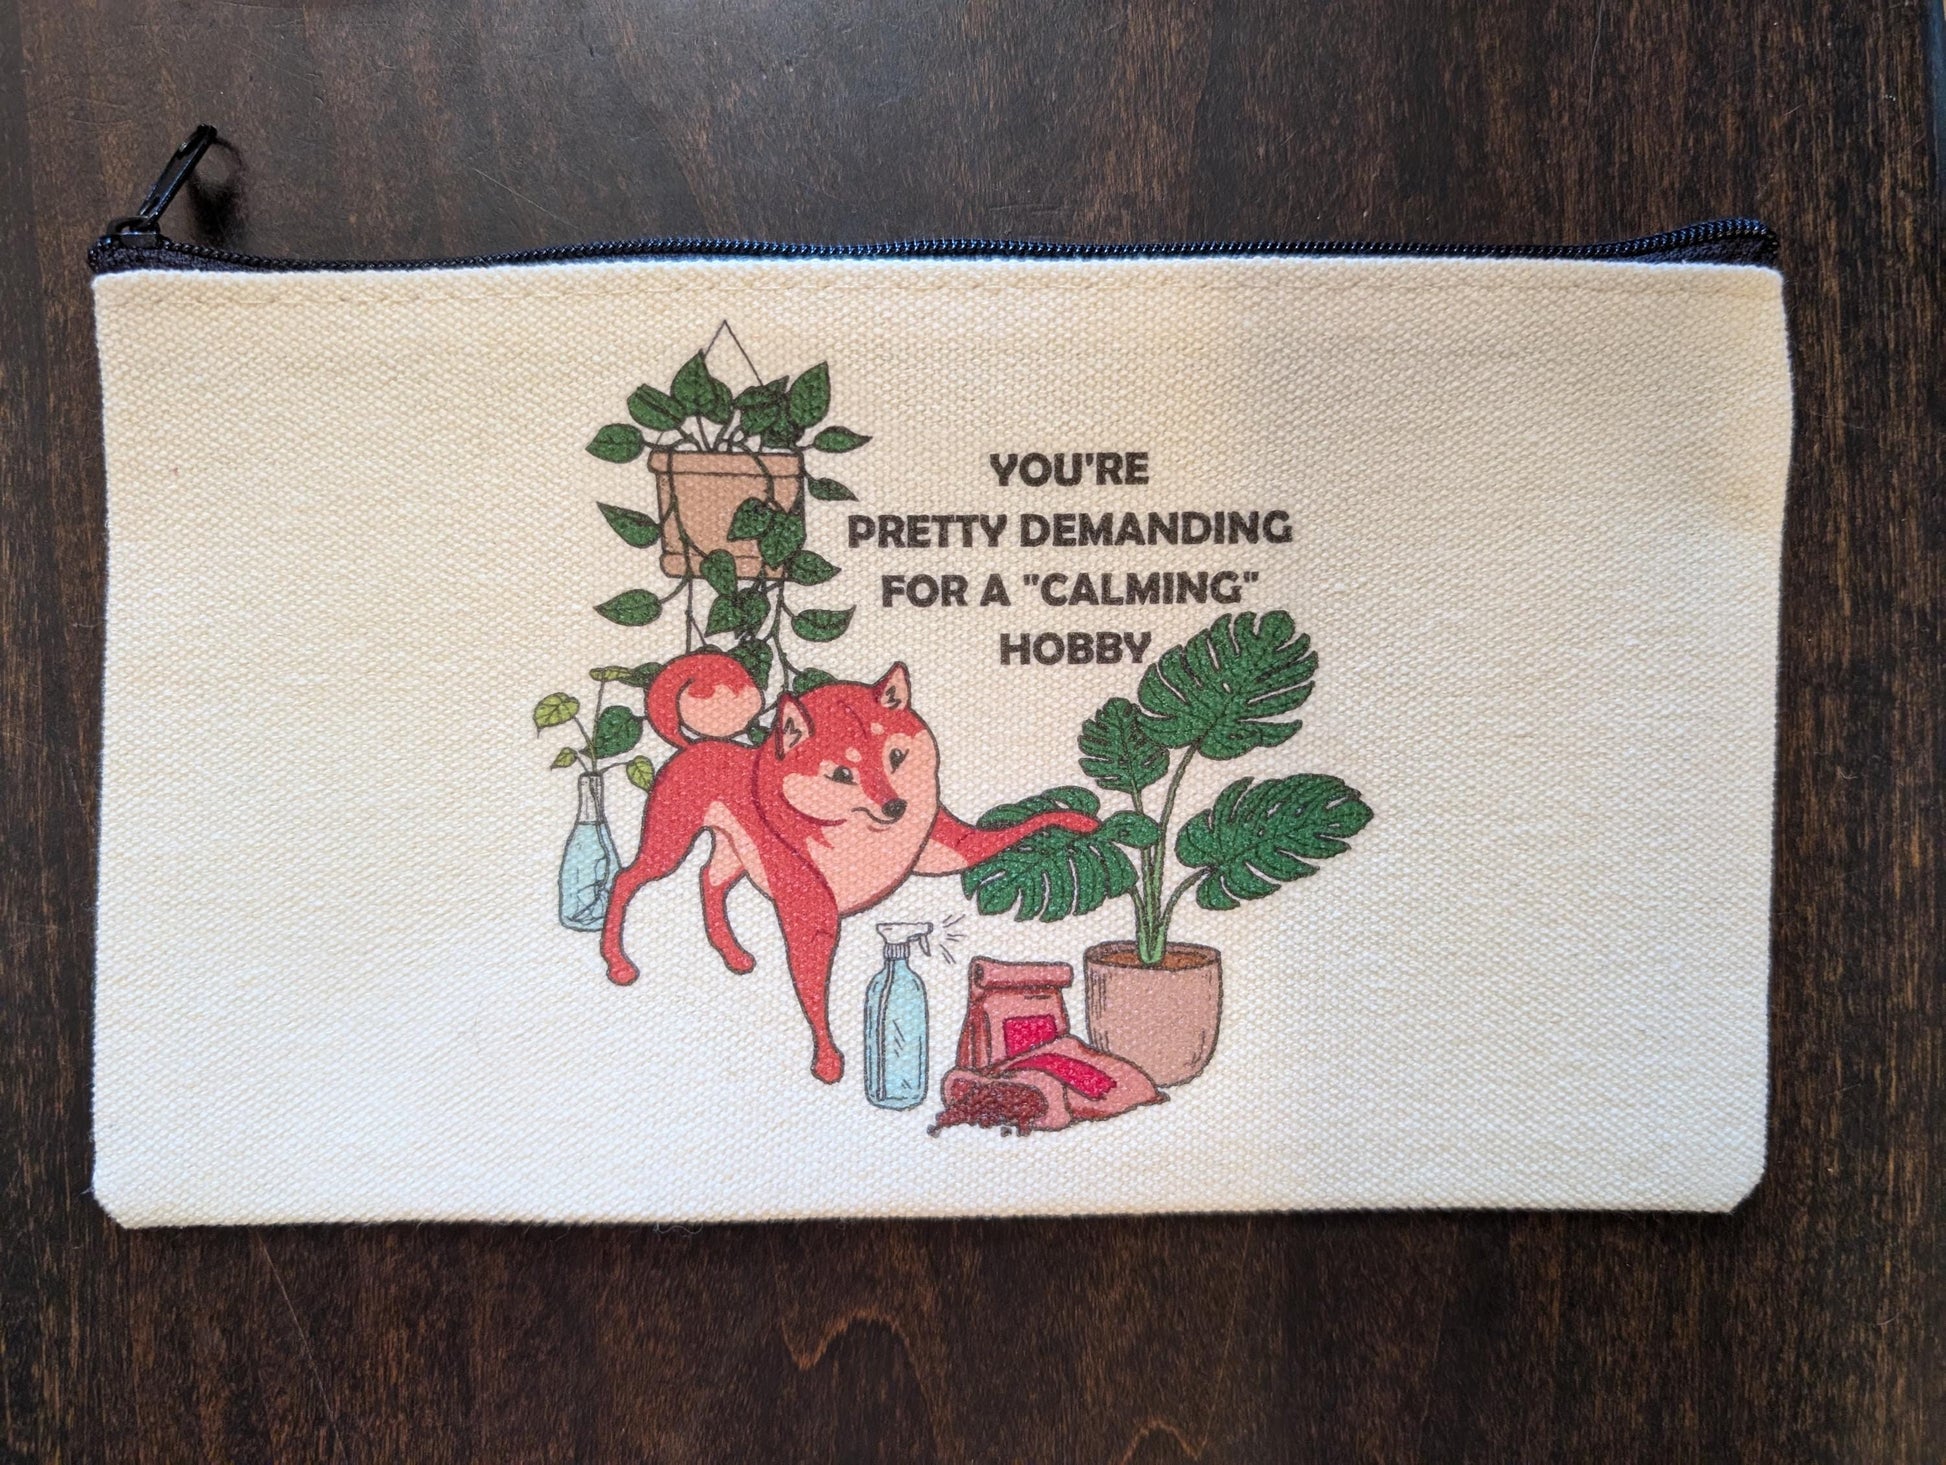 YOU'RE
PRETTY DEMANDING
FOR A "CALMING"
HOBBY